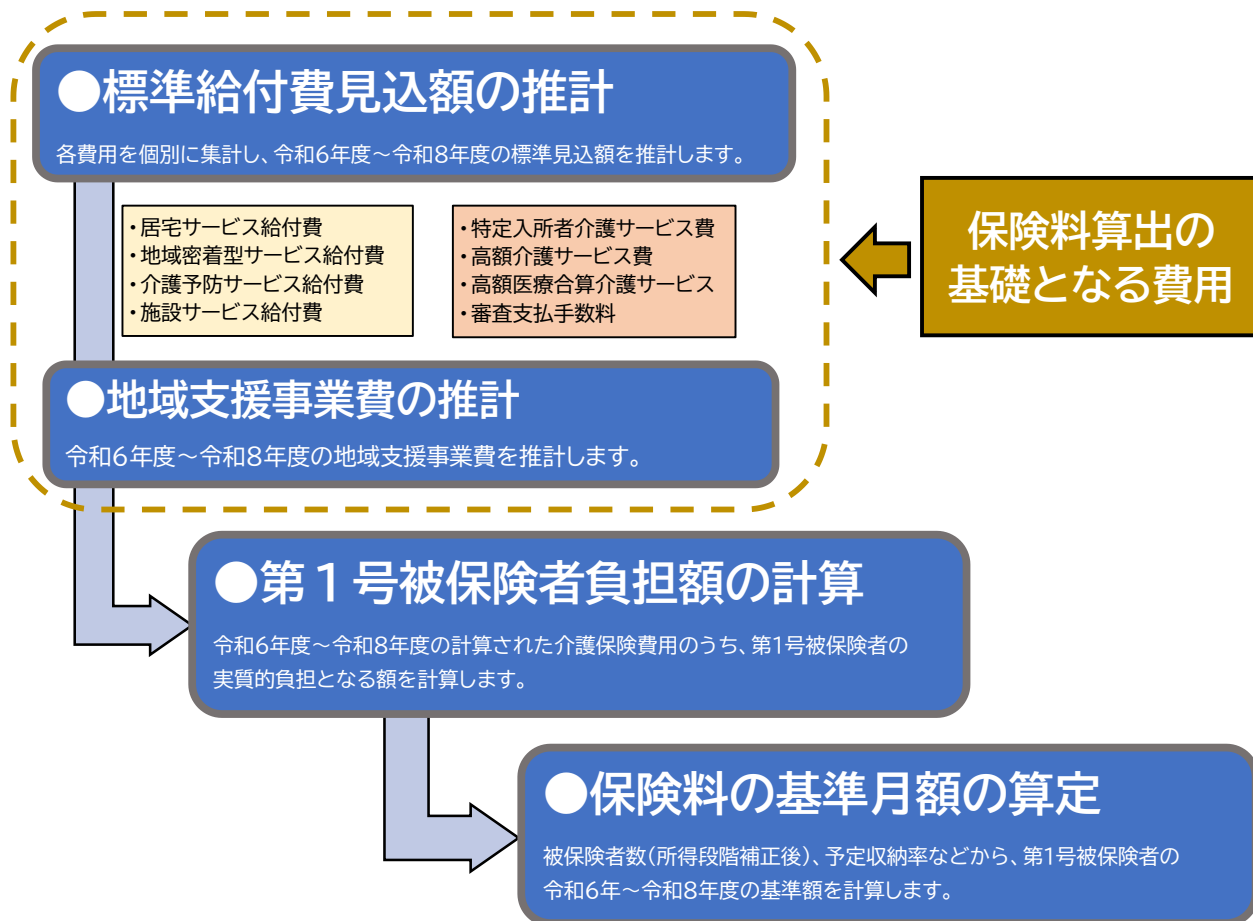 ●標準給付費見込額の推計
各費用を個別に集計し、令和6年度～令和8年度の標準見込額を推計します。
・居宅サービス給付費
・地域密着型サービス給付費
・介護予防サービス給付費
・施設サービス給付費
・特定入所者介護サービス費
・高額介護サービス費
・高額医療合算介護サービス
・審査支払手数料
保険料算出の
基礎となる費用
●地域支援事業費の推計
令和6年度～令和8年度の地域支援事業費を推計します。
●第１号被保険者負担額の計算
令和6年度～令和8年度の計算された介護保険費用のうち、第1号被保険者の
実質的負担となる額を計算します。
●保険料の基準月額の算定
被保険者数(所得段階補正後)、予定収納率などから、第1号被保険者の
令和6年～令和8年度の基準額を計算します。